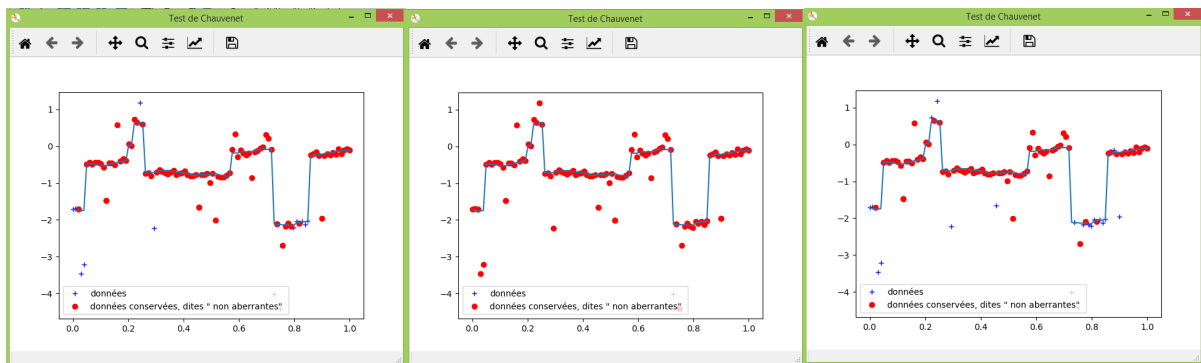 Test de Chauvenet
1
0
−1
−2
−3
−4
0.0 0.2 0.4 0.6 0.8 1.0
données
données conservées, dites " non aberrantes"
Test de Chauvenet
1
0
−1
−2
−3
−4
0.0 0.2 0.4 0.6 0.8 1.0
données
données conservées, dites " non aberrantes"
Test de Chauvenet
1
0
−1
−2
−3
−4
0.0 0.2 0.4 0.6 0.8 1.0
données
données conservées, dites " non aberrantes"